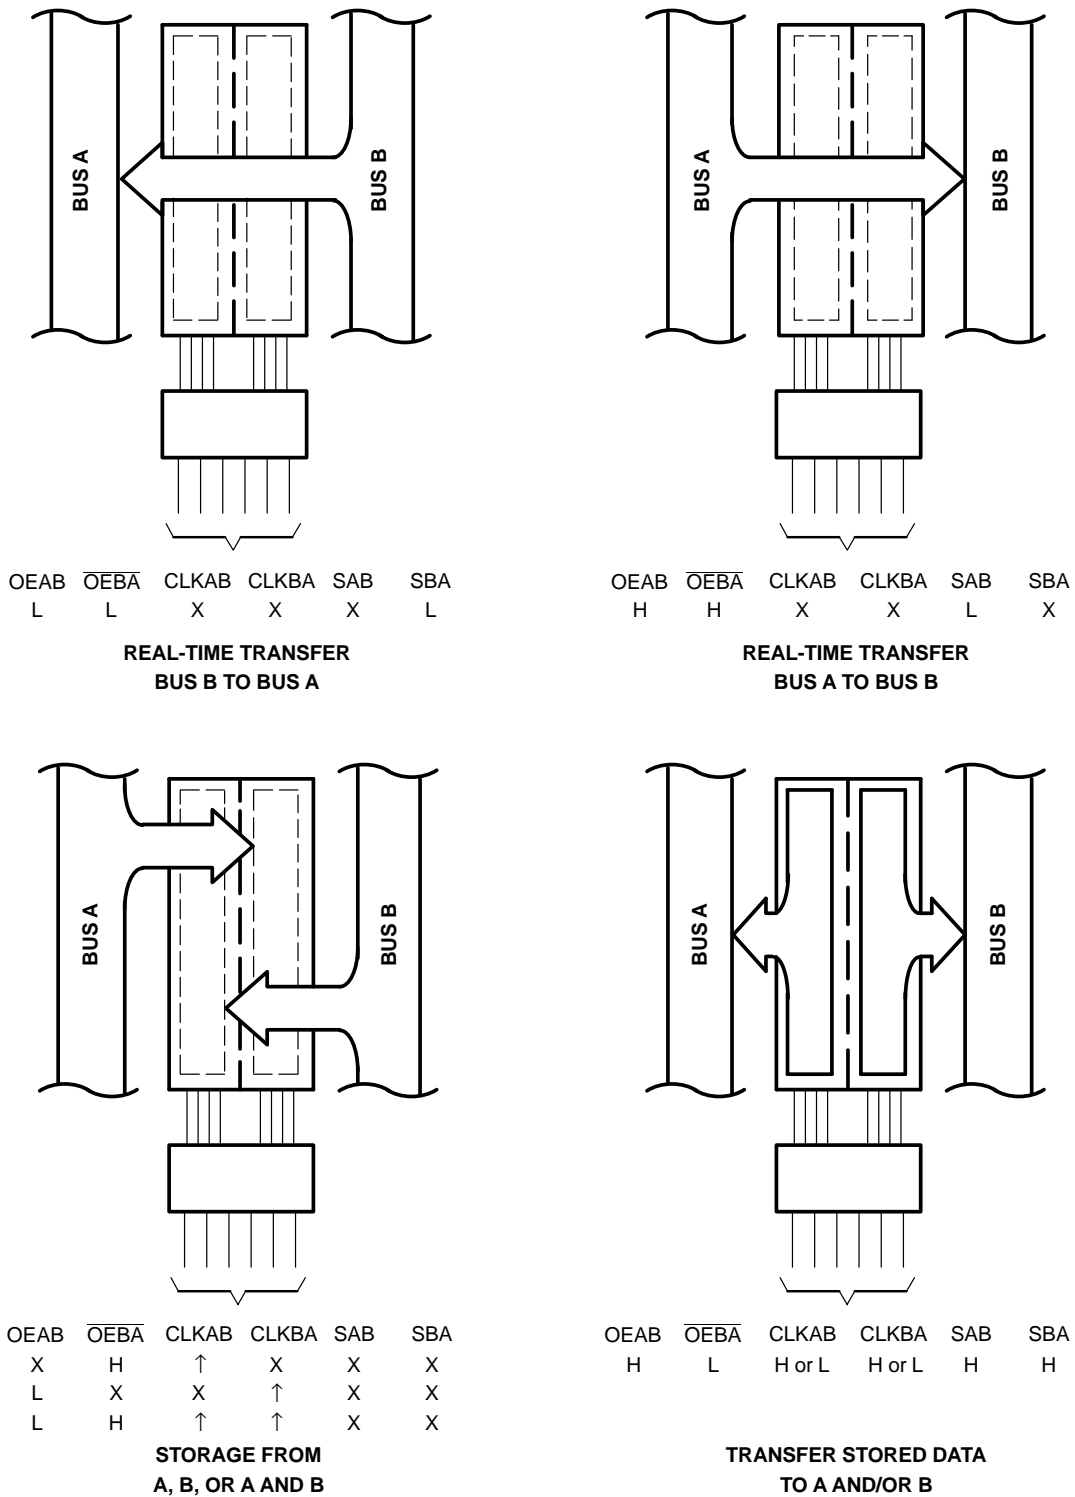 BUS A
BUS B
OEAB OEBA CLKAB CLKBA SAB SBA
L L X X X L
REAL-TIME TRANSFER
BUS B TO BUS A
BUS A
BUS B
OEAB OEBA CLKAB CLKBA SAB SBA
H H X X L X
REAL-TIME TRANSFER
BUS A TO BUS B
BUS A
BUS B
OEAB OEBA CLKAB CLKBA SAB SBA
X H ↑ X X X
L X X ↑ X X
L H ↑ ↑ X X
STORAGE FROM
A, B, OR A AND B
BUS A
BUS B
OEAB OEBA CLKAB CLKBA SAB SBA
H L H or L H or L H H
TRANSFER STORED DATA
TO A AND/OR B